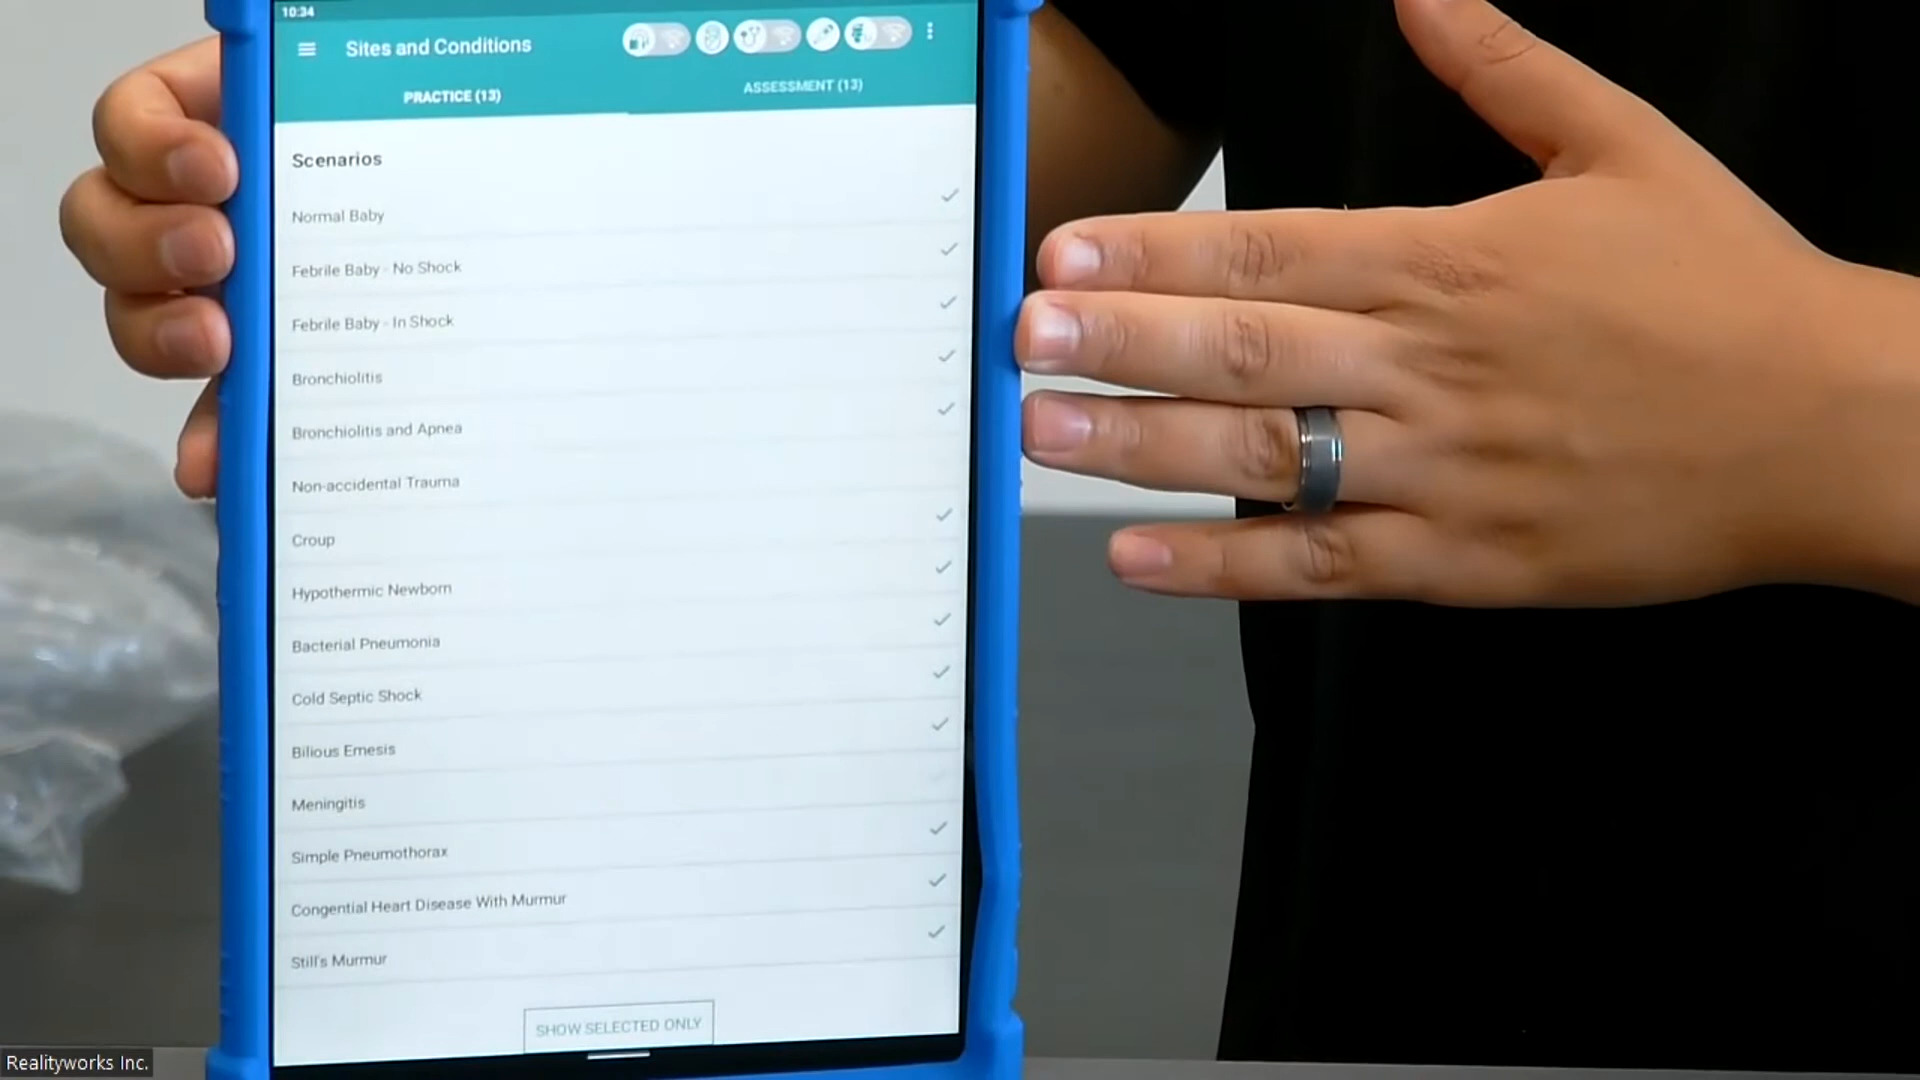 10:34
Sites and Conditions
PRACTICE (13)
ASSESSMENT (13)
Scenarios
Normal Baby
Febrile Baby - No Shock
Febrile Baby - In Shock
Bronchiolitis
Bronchiolitis and Apnea
Non-accidental Trauma
Croup
Hypothermic Newborn
Bacterial Pneumonia
Cold Septic Shock
Bilious Emesis
Meningitis
Simple Pneumothorax
Congential Heart Disease With Murmur
Still's Murmur
SHOW SELECTED ONLY
Realityworks Inc.